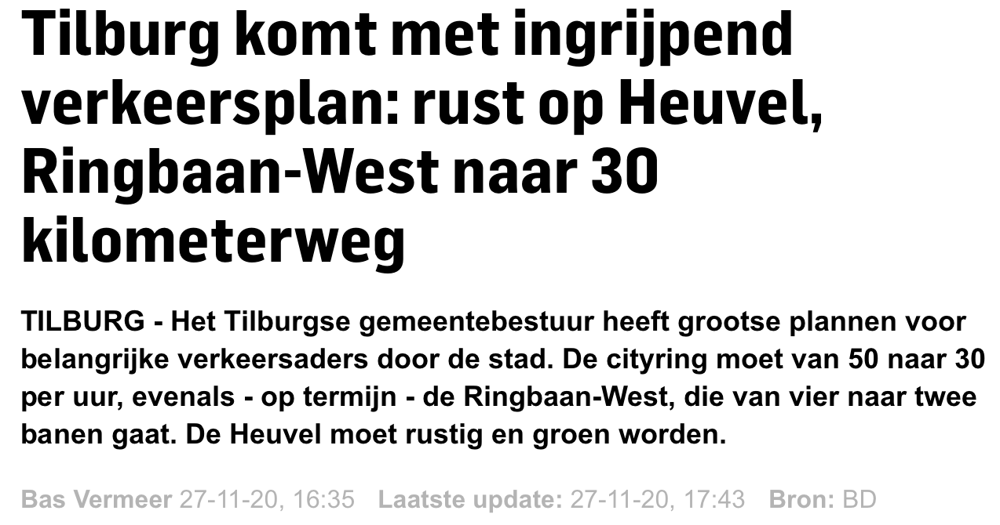 Tilburg komt met ingrijpend
verkeersplan: rust op Heuvel,
Ringbaan-West naar 30
kilometerweg
TILBURG - Het Tilburgse gemeentebestuur heeft grootse plannen voor
belangrijke verkeersaders door de stad. De cityring moet van 50 naar 30
per uur, evenals - op termijn - de Ringbaan-West, die van vier naar twee
banen gaat. De Heuvel moet rustig en groen worden.
Bas Vermeer 27-11-20, 16:35 Laatste update: 27-11-20, 17:43 Bron: BD